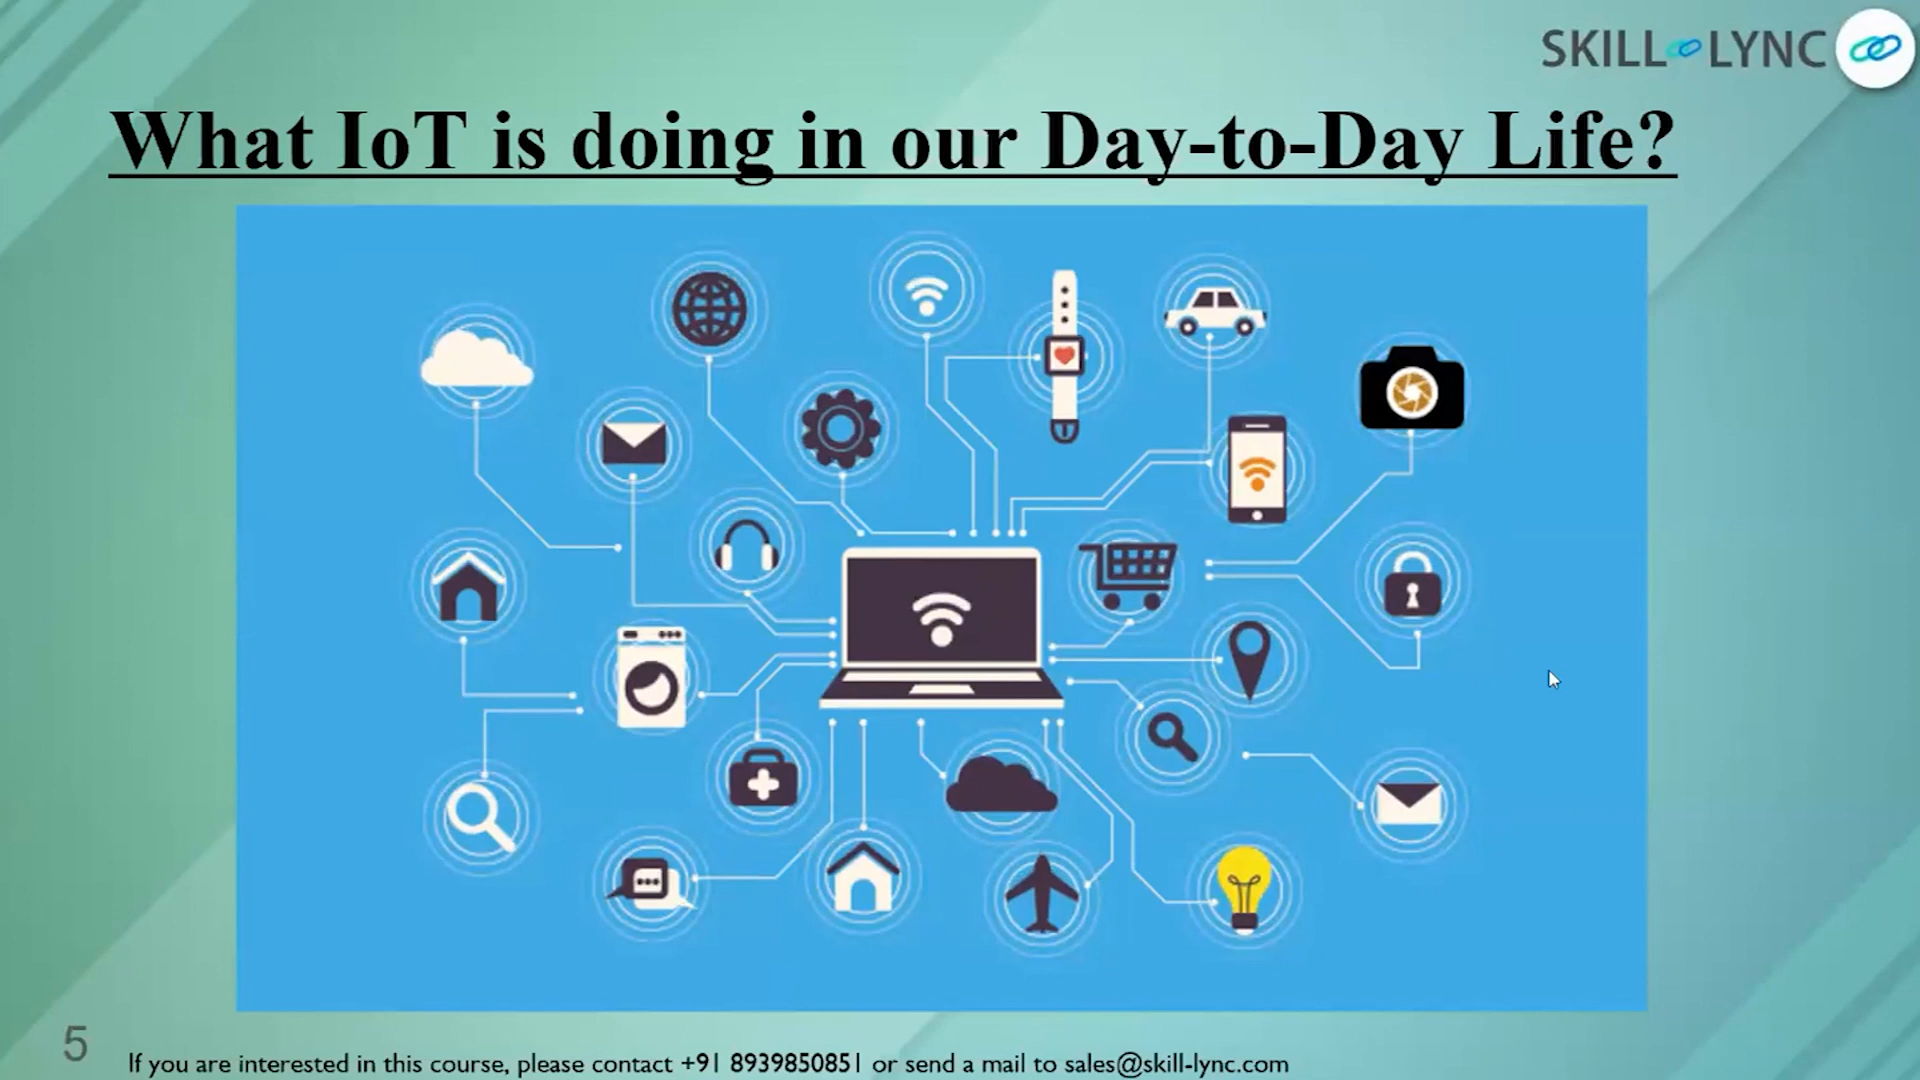 SKILL LYNC
What IoT is doing in our Day-to-Day Life?
5
If you are interested in this course, please contact +91 8939850851 or send a mail to sales@skill-lync.com